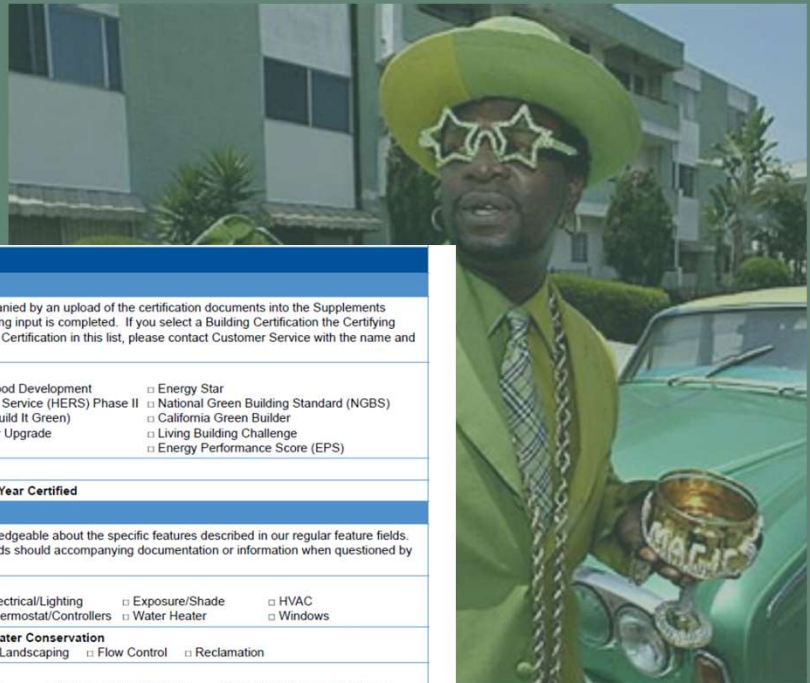 anied by an upload of the certification documents into the Supplements
ng input is completed. If you select a Building Certification the Certifying
Certification in this list, please contact Customer Service with the name and
od Development □ Energy Star
Service (HERS) Phase II □ National Green Building Standard (NGBS)
uild It Green) □ California Green Builder
Upgrade □ Living Building Challenge
□ Energy Performance Score (EPS)
Year Certified
edgeable about the specific features described in our regular feature fields.
ds should accompanying documentation or information when questioned by
ectrical/Lighting □ Exposure/Shade □ HVAC
ermostat/Controllers □ Water Heater □ Windows
ater Conservation
Landscaping □ Flow Control □ Reclamation
MAGIC